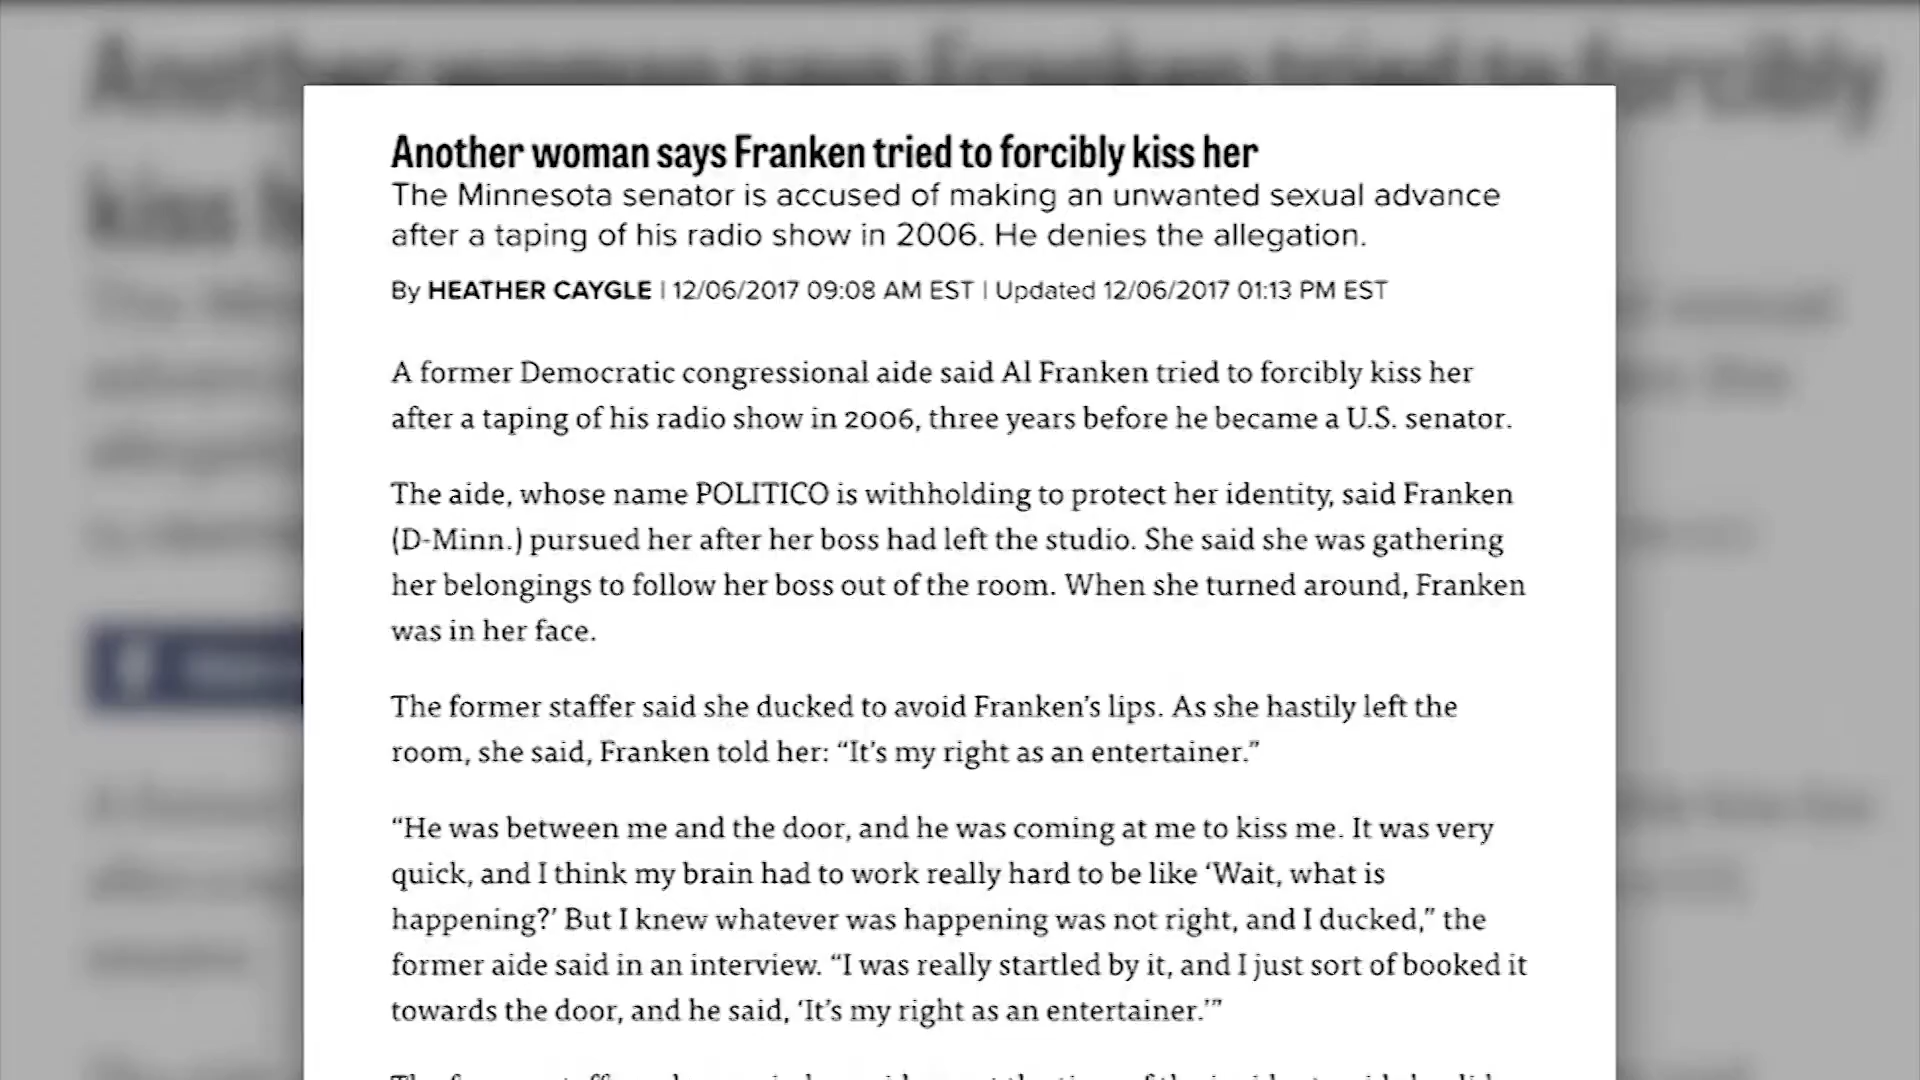 Another woman says Franken tried to forcibly kiss her
The Minnesota senator is accused of making an unwanted sexual advance
after a taping of his radio show in 2006. He denies the allegation.
By HEATHER CAYGLE | 12/06/2017 09:08 AM EST | Updated 12/06/2017 01:13 PM EST
A former Democratic congressional aide said Al Franken tried to forcibly kiss her
after a taping of his radio show in 2006, three years before he became a U.S. senator.
The aide, whose name POLITICO is withholding to protect her identity, said Franken
(D-Minn.) pursued her after her boss had left the studio. She said she was gathering
her belongings to follow her boss out of the room. When she turned around, Franken
was in her face.
The former staffer said she ducked to avoid Franken’s lips. As she hastily left the
room, she said, Franken told her: “It’s my right as an entertainer.”
“He was between me and the door, and he was coming at me to kiss me. It was very
quick, and I think my brain had to work really hard to be like ‘Wait, what is
happening?’ But I knew whatever was happening was not right, and I ducked,” the
former aide said in an interview. “I was really startled by it, and I just sort of booked it
towards the door, and he said, ‘It’s my right as an entertainer.’”